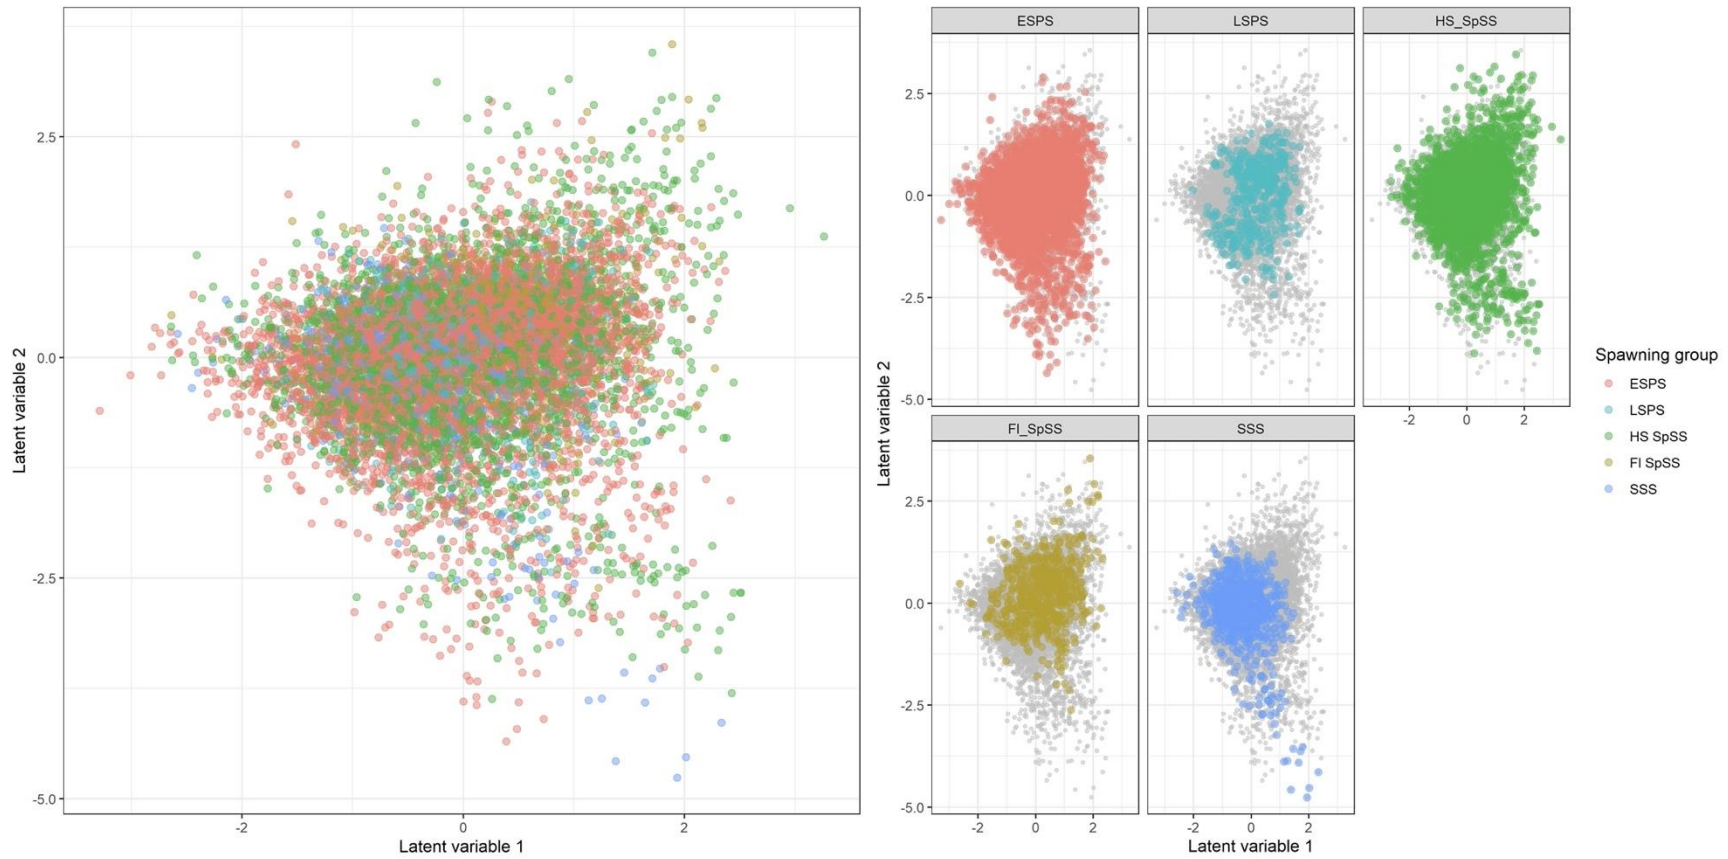 2.5
0.0
-2.5
-5.0
Latent variable 2
-2 0 2
Latent variable 1
ESPS LSPS HS_SpSS
2.5
0.0
-2.5
-5.0
-2 0 2
FI_SpSS SSS
2.5
0.0
-2.5
-5.0
Latent variable 2
-2 0 2 -2 0 2
Latent variable 1
Spawning group
ESPS
LSPS
HS SpSS
FI SpSS
SSS